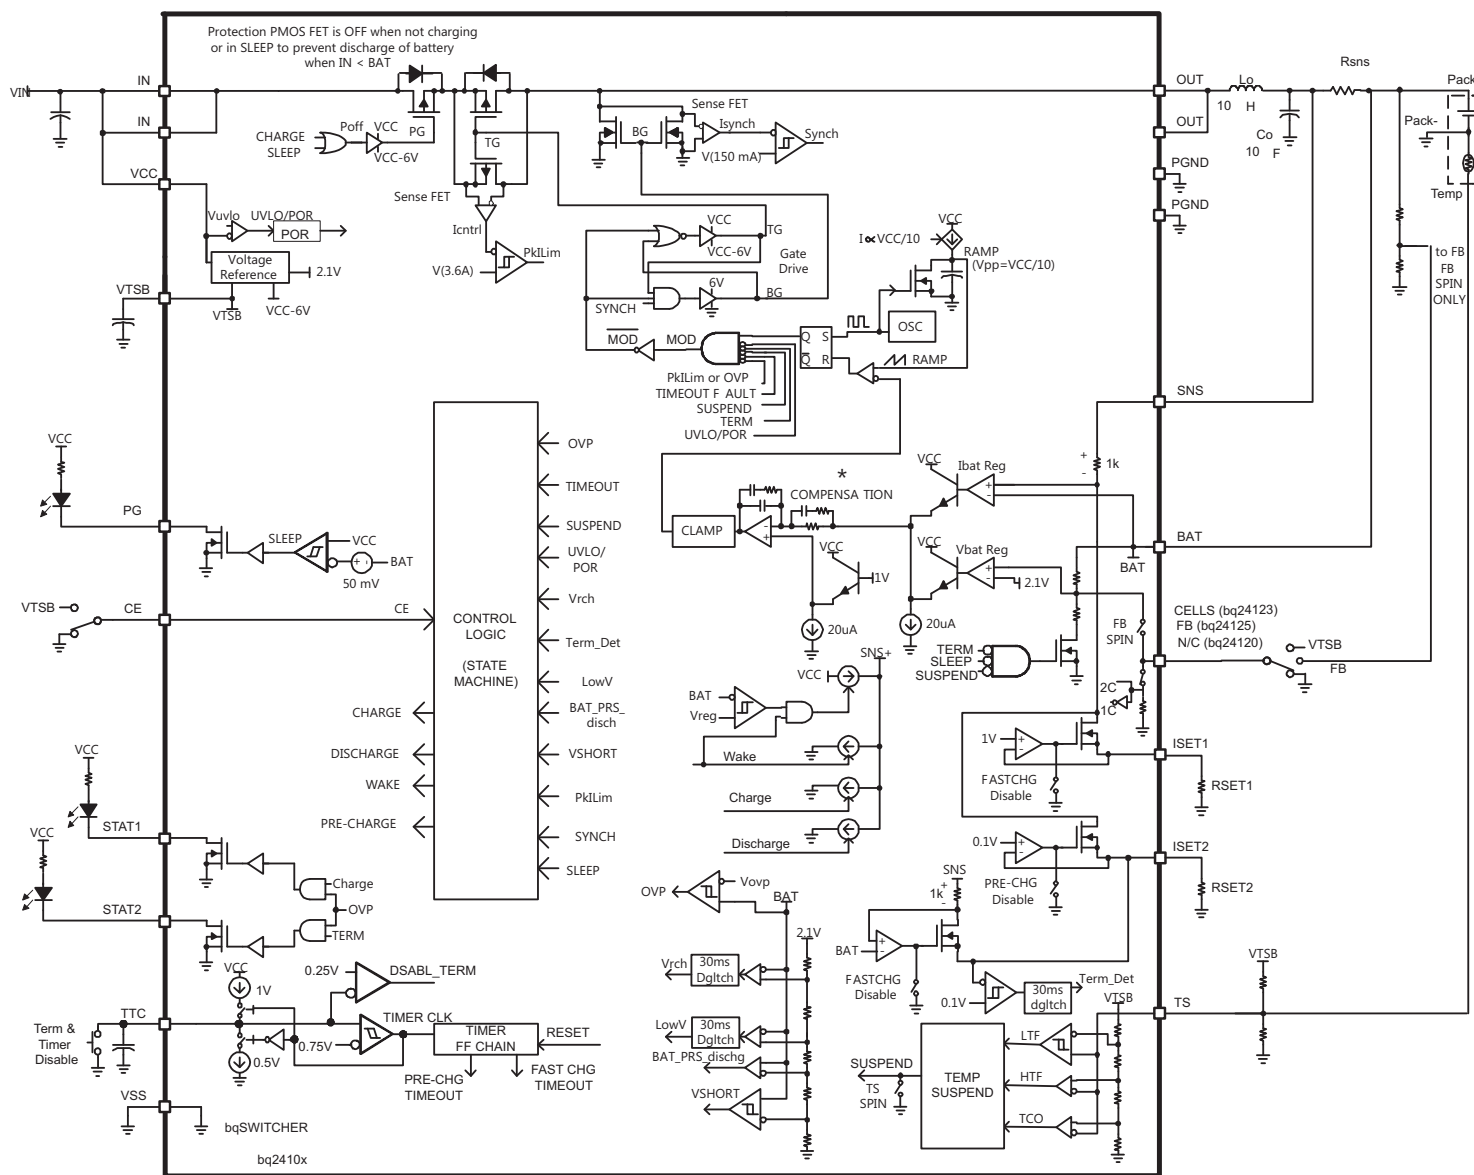 Protection PMOS FET is OFF when not charging
or in SLEEP to prevent discharge of battery
when IN < BAT
VIN
IN
IN
VCC
VTSB
CHARGE
SLEEP
Poff
VCC
VCC-6V
PG
TG
Sense FET
Icntrl
V(3.6A)
PkILim
BG
Sense FET
Isynch
V(150 mA)
Synch
OUT
OUT
Lo
10 H
Co
10 F
Rsns
Pack
Pack-
Temp
PGND
PGND
Vuvlo
UVLO/POR
POR
Voltage
Reference
2.1V
VTSB
VCC-6V
VCC
VCC-6V
TG
Gate
Drive
6V
BG
SYNCH
VCC
I∝VCC/10
RAMP
(Vpp=VCC/10)
OSC
MOD
MOD
Q S
Q R
RAMP
PkILim or OVP
TIMEOUT F AULT
SUSPEND
TERM
UVLO/POR
to FB
FB
SPIN
ONLY
SNS
+
-
1k
VCC
PG
SLEEP
VCC
+ -
BAT
50 mV
VTSB
CE
CE
CONTROL
LOGIC
(STATE
MACHINE)
OVP
TIMEOUT
SUSPEND
UVLO/
POR
Vrch
Term_Det
LowV
BAT_PRS_
disch
VSHORT
PkILim
SYNCH
SLEEP
CHARGE
DISCHARGE
WAKE
PRE-CHARGE
*
COMPENSA TION
CLAMP
-
+
VCC
1V
20uA
VCC
Ibat Reg
+
-
VCC
Vbat Reg
+
-
2.1V
20uA
BAT
BAT
TERM
SLEEP
SUSPEND
FB
SPIN
2C
1C
CELLS (bq24123)
FB (bq24125)
N/C (bq24120)
VTSB
FB
SNS+
VCC
BAT
Vreg
Wake
Charge
Discharge
1V
+
-
FASTCHG
Disable
ISET1
RSET1
0.1V
+
-
PRE-CHG
Disable
ISET2
RSET2
VCC
STAT1
VCC
STAT2
Charge
OVP
TERM
OVP
Vovp
BAT
2.1V
Vrch
30ms
Dgltch
LowV
30ms
Dgltch
BAT_PRS_dischg
VSHORT
SNS
1k
+
-
BAT
+
-
FASTCHG
Disable
0.1V
30ms
dgltch
Term_Det
VTSB
LTF
HTF
TCO
TEMP
SUSPEND
SUSPEND
TS
SPIN
VTSB
TS
VCC
1V
0.5V
0.25V
DSABL_TERM
0.75V
TIMER CLK
TIMER
FF CHAIN
RESET
PRE-CHG
TIMEOUT
FAST CHG
TIMEOUT
TTC
Term &
Timer
Disable
VSS
bqSWITCHER
bq2410x